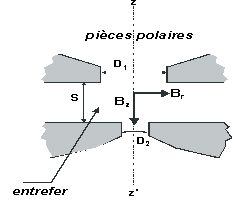 z
pièces polaires
D1
S
Bz
Br
D2
entrefer
z'